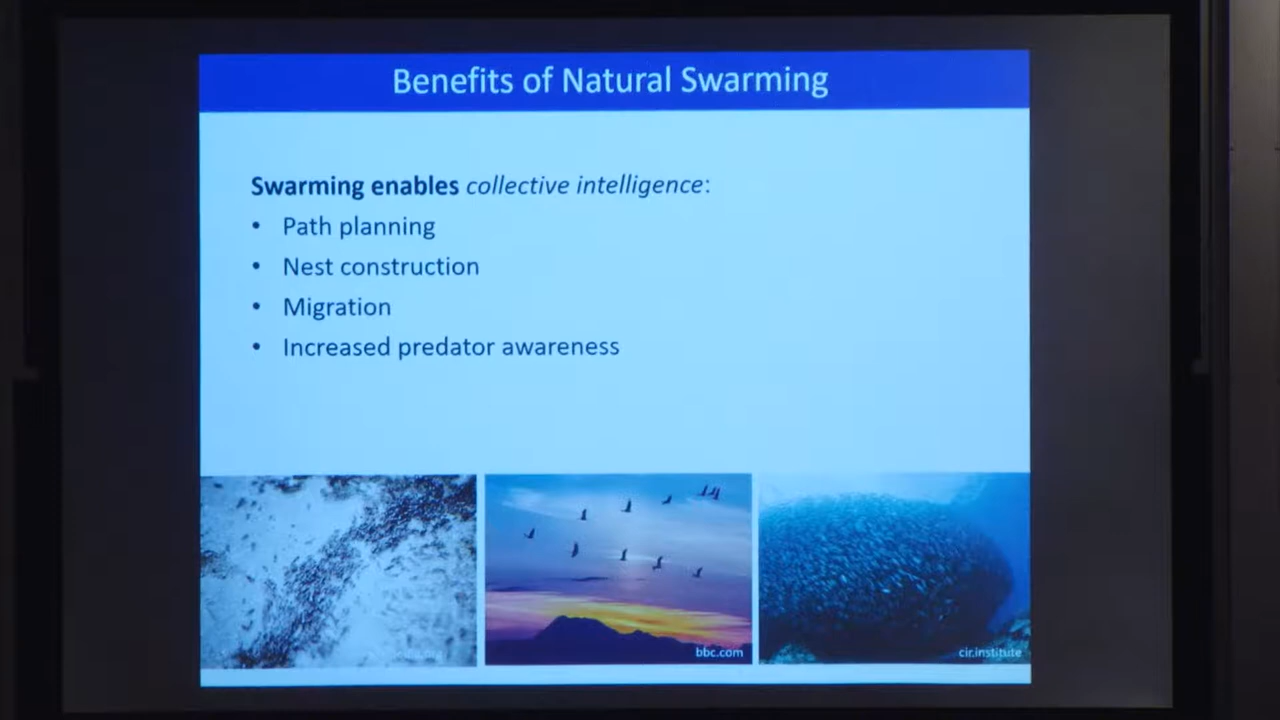 Benefits of Natural Swarming
Swarming enables collective intelligence:
• Path planning
• Nest construction
• Migration
• Increased predator awareness
bbc.com
cir.institute